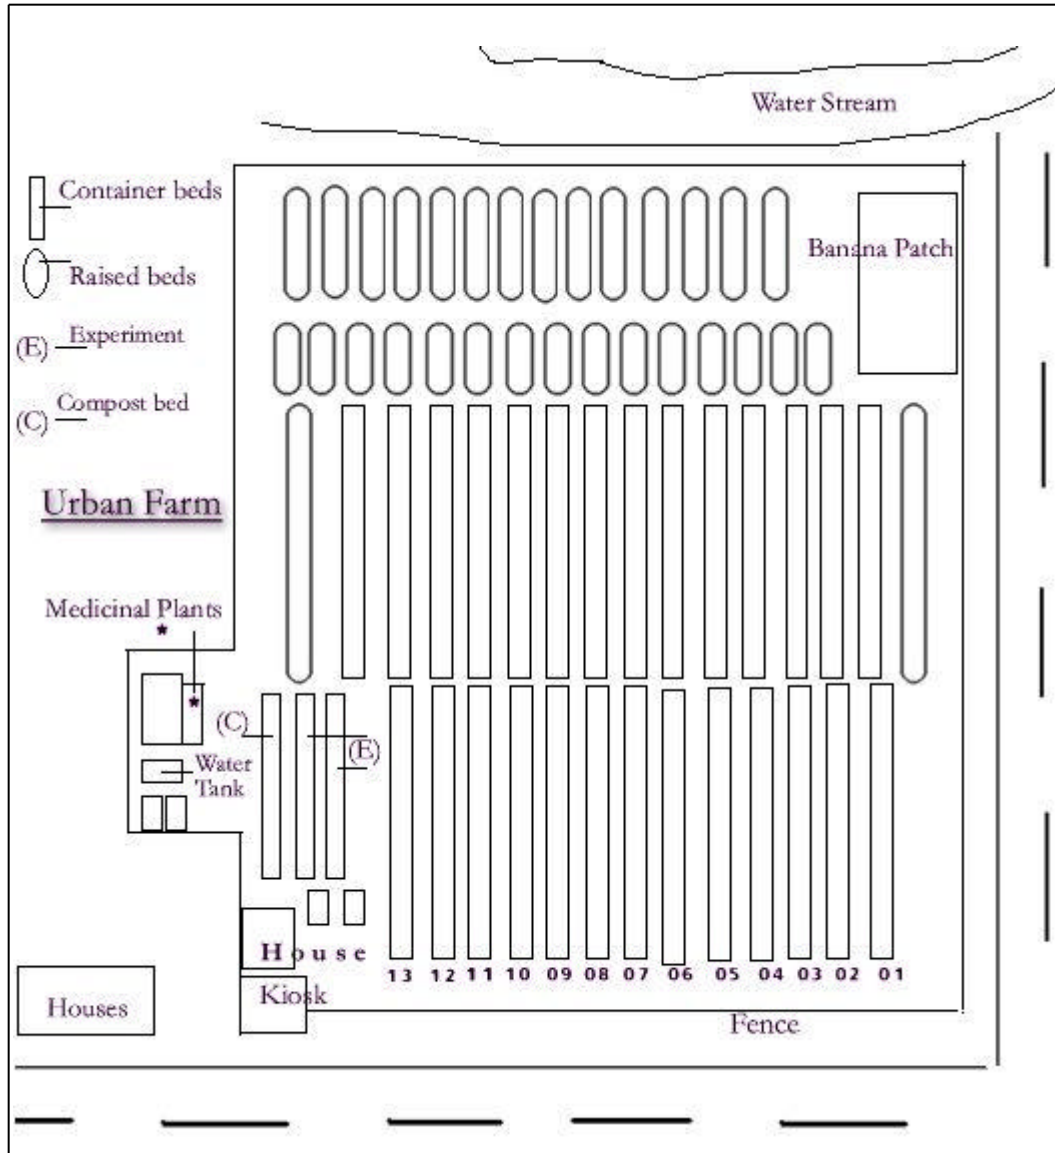 Water Stream
Container beds
Banana Patch
Raised beds
(E) Experiment
(C) Compost bed
Urban Farm
Medicinal Plants
*
*
(C)
(E)
Water
Tank
House
13 12 11 10 09 08 07 06 05 04 03 02 01
Kiosk
Houses
Fence